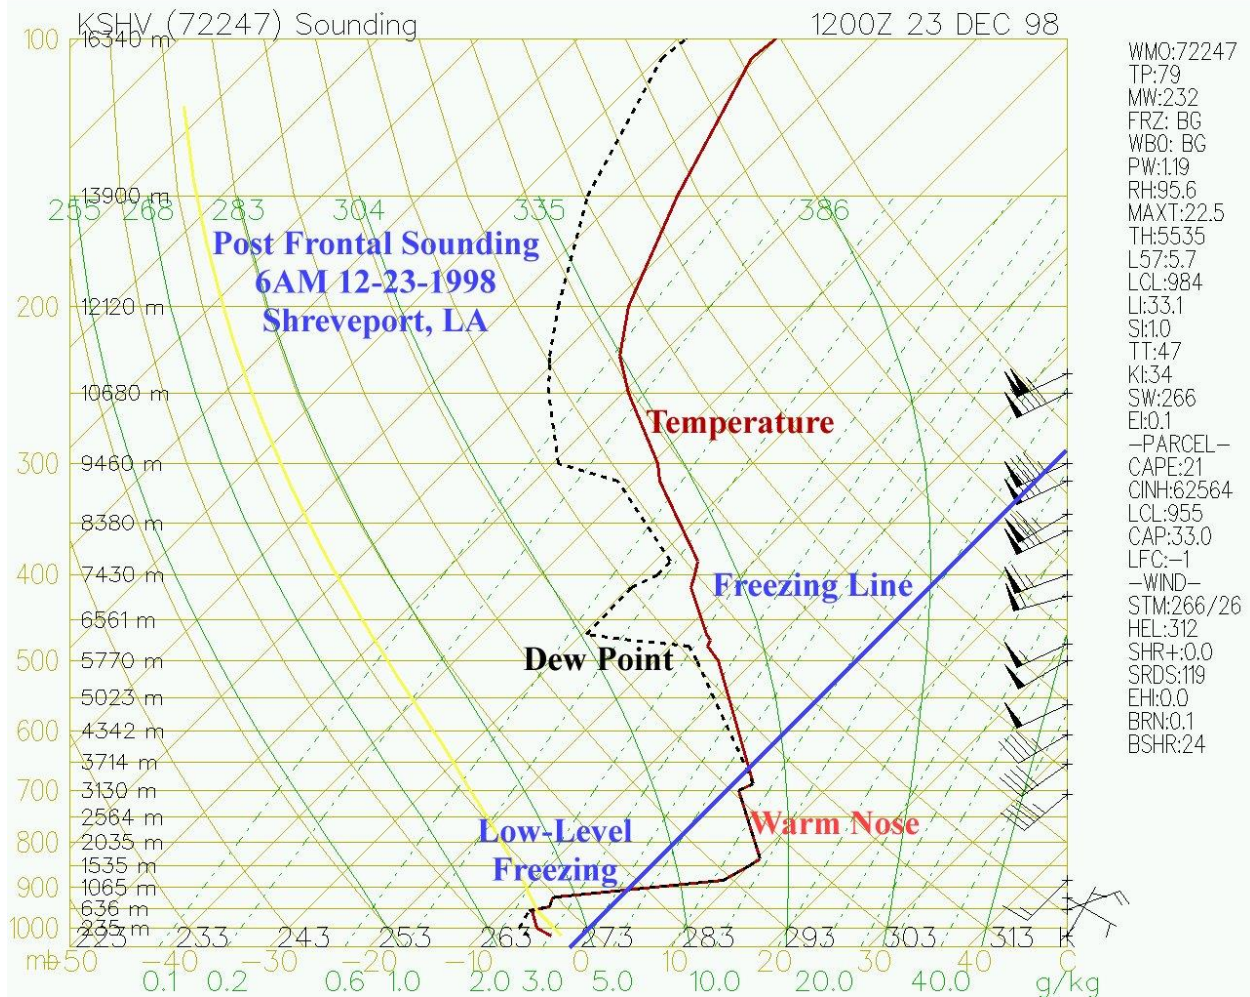 KSHV (72247) Sounding
1200Z 23 DEC 98
100 16340 m
13900 m
255 268 283 304 335 386
Post Frontal Sounding
6AM 12-23-1998
Shreveport, LA
200 12120 m
10680 m
Temperature
300 9460 m
8380 m
400 7430 m
Freezing Line
6561 m
500 5770 m
Dew Point
5023 m
600 4342 m
3714 m
700 3130 m
2564 m
Warm Nose
Low-Level
Freezing
800 2035 m
1535 m
900 1065 m
636 m
1000 235 m
223 233 243 253 263 273 283 293 303 313 K
mb -50 -40 -30 -20 -10 0 10 20 30 40 C
0.1 0.2 0.6 1.0 2.0 3.0 5.0 10.0 20.0 40.0 g/kg
WMO:72247
TP:79
MW:232
FRZ: BG
WB0: BG
PW:1.19
RH:95.6
MAXT:22.5
TH:5535
L57:5.7
LCL:984
LI:33.1
SI:1.0
TT:47
KI:34
SW:266
EI:0.1
-PARCEL-
CAPE:21
CINH:62564
LCL:955
CAP:33.0
LFC:-1
-WIND-
STM:266/26
HEL:312
SHR+:0.0
SRDS:119
EHI:0.0
BRN:0.1
BSHR:24